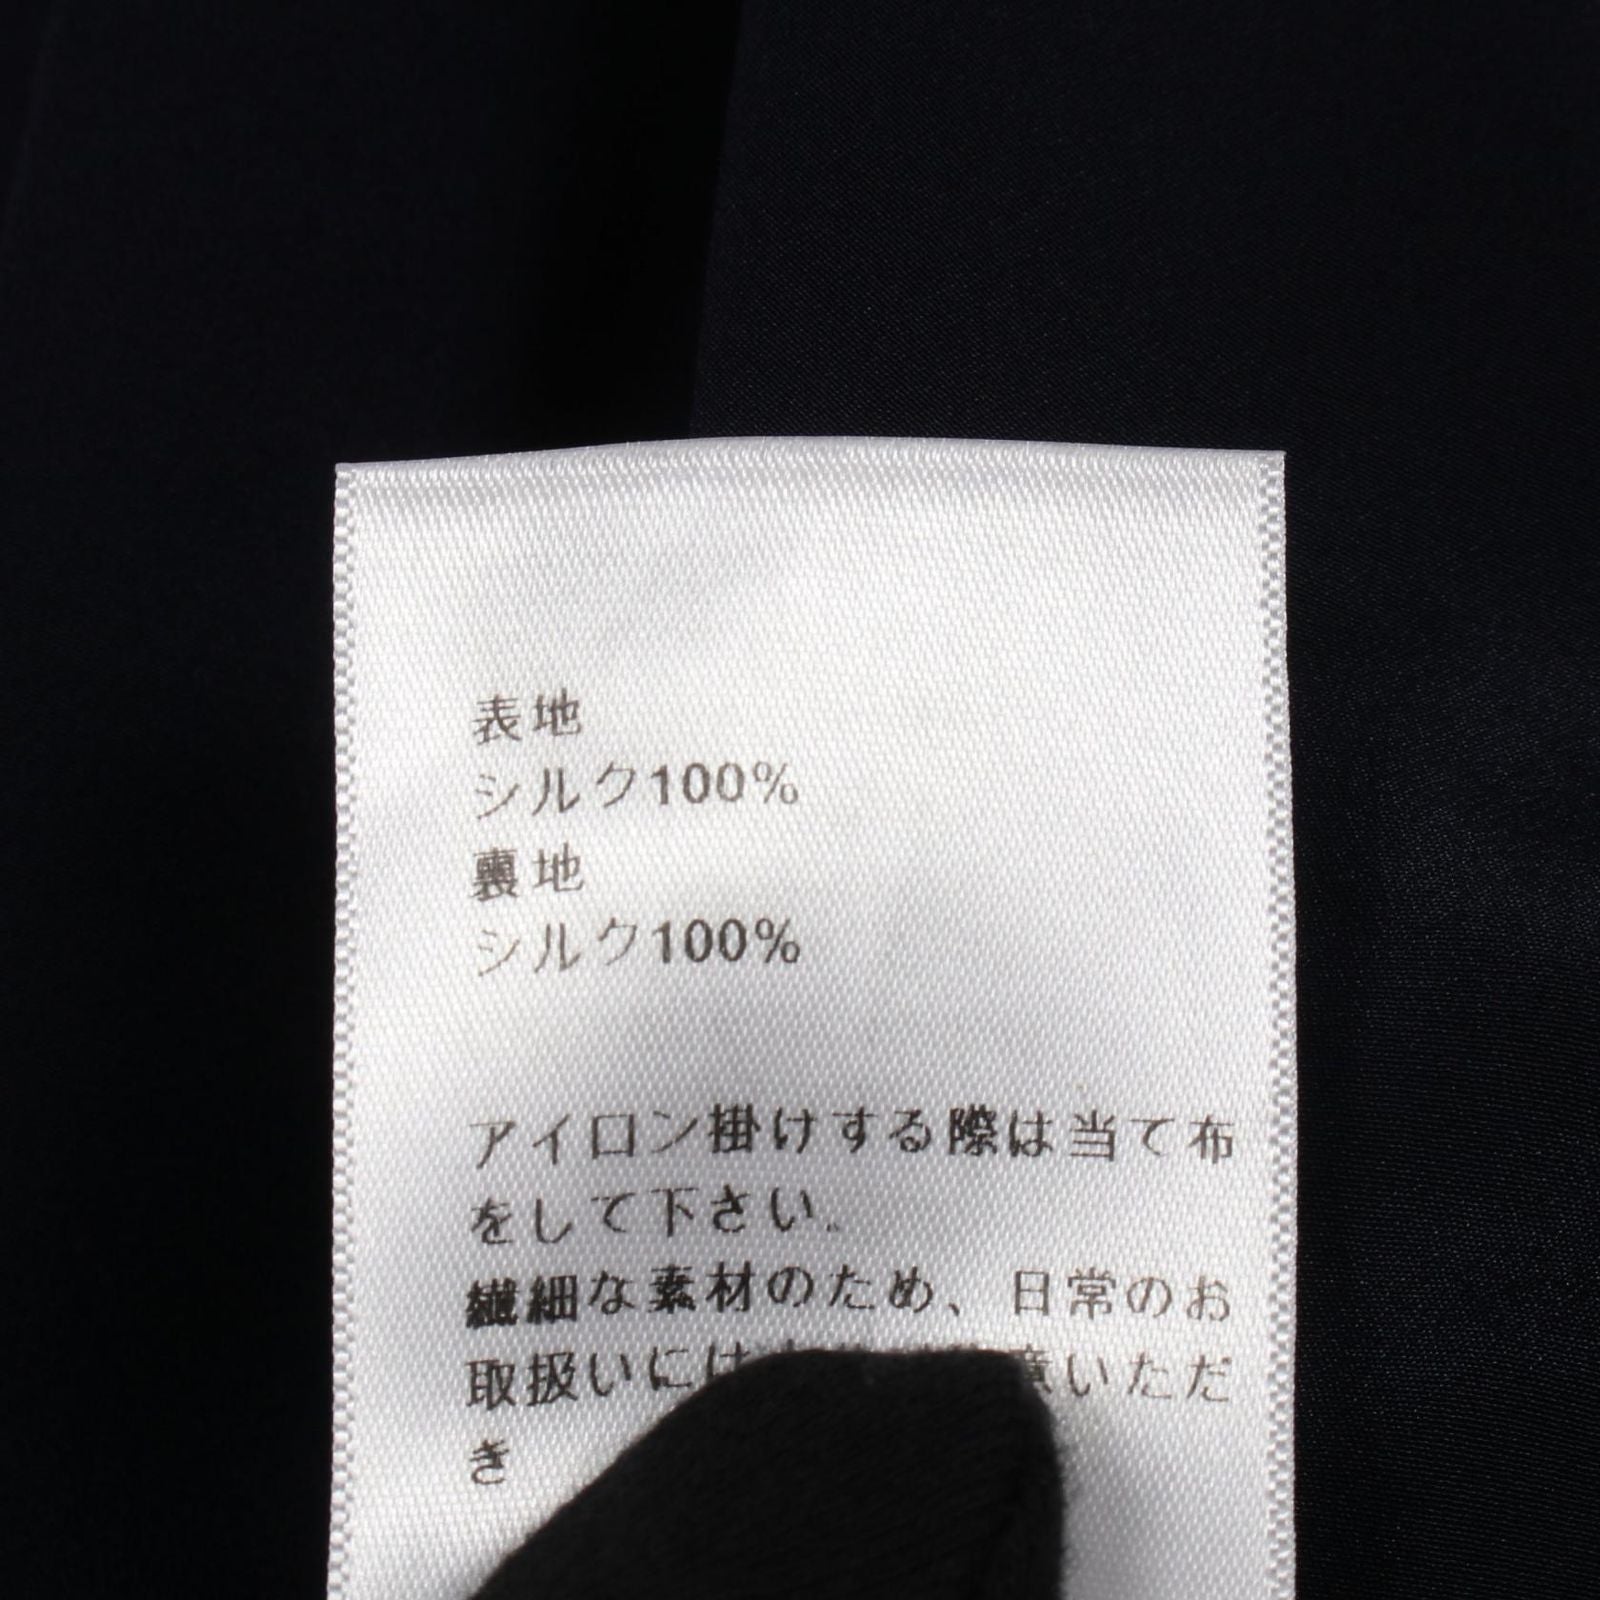 表地
シルク100%
裏地
シルク100%
アイロン掛けする際は当て布
をして下さい。
繊細な素材のため、日常のお
取扱いには 意いただ
き